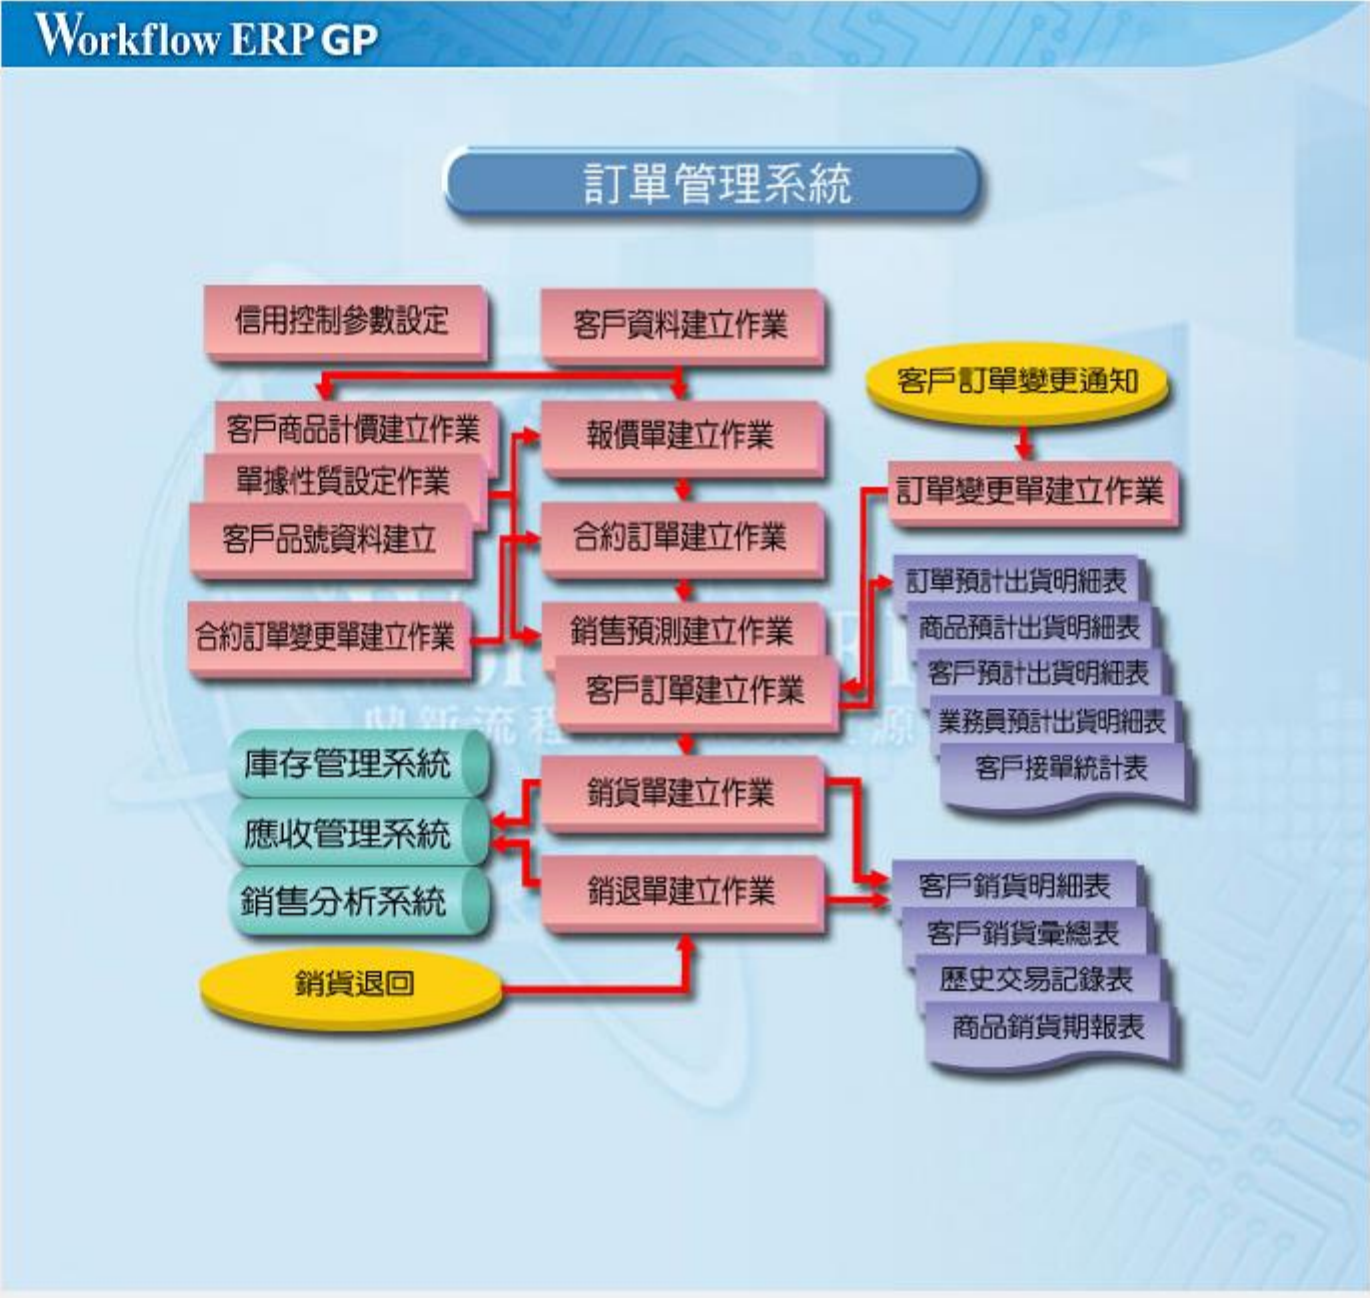 Workflow ERP GP
訂單管理系統
信用控制參數設定
客戶資料建立作業
客戶訂單變更通知
客戶商品計價建立作業
報價單建立作業
單據性質設定作業
訂單變更單建立作業
客戶品號資料建立
合約訂單建立作業
訂單預計出貨明細表
合約訂單變更單建立作業
銷售預測建立作業
商品預計出貨明細表
客戶訂單建立作業
客戶預計出貨明細表
業務員預計出貨明細表
庫存管理系統
客戶接單統計表
銷貨單建立作業
應收管理系統
銷退單建立作業
客戶銷貨明細表
銷售分析系統
客戶銷貨彙總表
銷貨退回
歷史交易記錄表
商品銷貨期報表